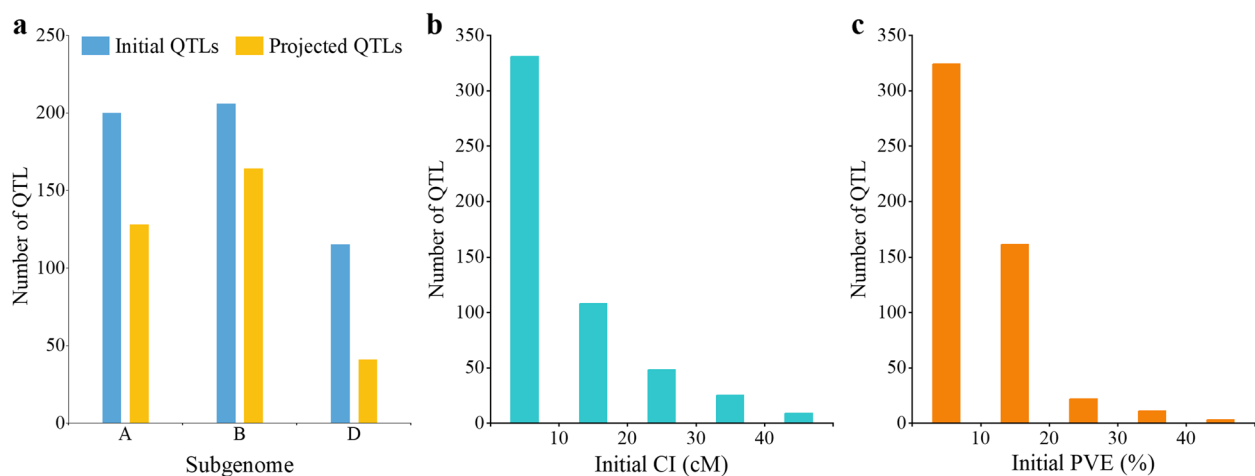 a
250
200
150
100
50
0
Number of QTL
Initial QTLs
Projected QTLs
A B D
Subgenome
b
350
300
250
200
150
100
50
0
Number of QTL
10 20 30 40
Initial CI (cM)
c
350
300
250
200
150
100
50
0
Number of QTL
10 20 30 40
Initial PVE (%)